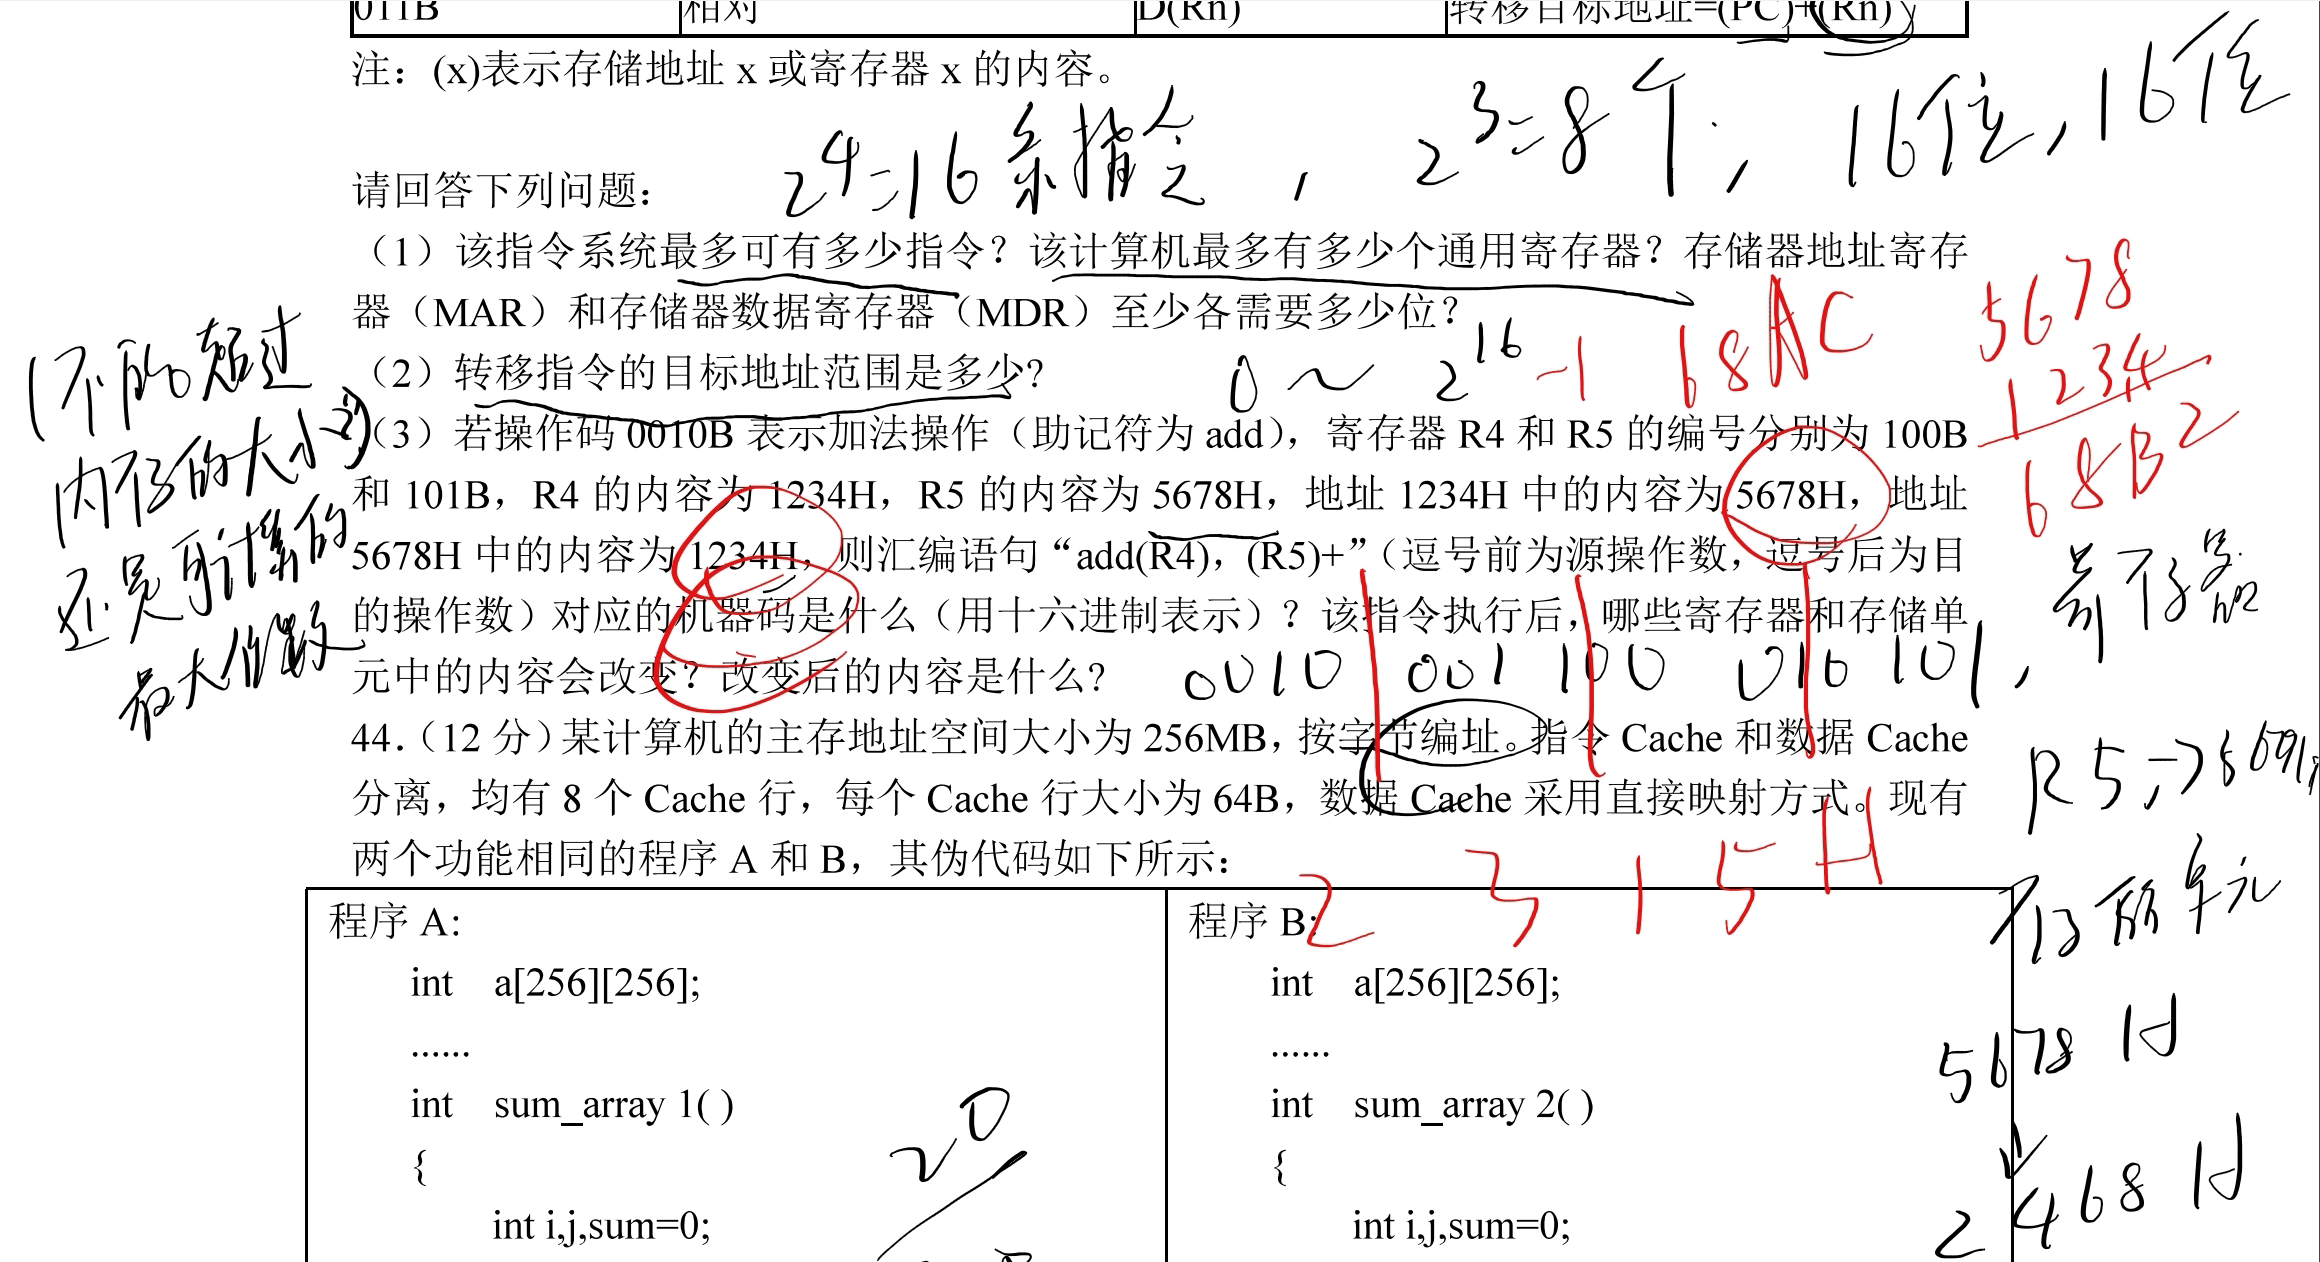 011B 相对 D(Rn) 转移目标地址=(PC)+(Rn)
注：(x)表示存储地址 x 或寄存器 x 的内容。
2^4=16条指令， 2^3=8个， 16位，16位
请回答下列问题：
（1）该指令系统最多可有多少指令？该计算机最多有多少个通用寄存器？存储器地址寄存
器（MAR）和存储器数据寄存器（MDR）至少各需要多少位？
（2）转移指令的目标地址范围是多少?
0 ~ 2^16 -1
68AC
5678
1234
68B2
（3）若操作码 0010B 表示加法操作（助记符为 add），寄存器 R4 和 R5 的编号分别为 100B
和 101B，R4 的内容为 1234H，R5 的内容为 5678H，地址 1234H 中的内容为 5678H，地址
5678H 中的内容为 1234H，则汇编语句“add(R4)，(R5)+”（逗号前为源操作数，逗号后为目
的操作数）对应的机器码是什么（用十六进制表示）？该指令执行后，哪些寄存器和存储单
元中的内容会改变？改变后的内容是什么?
0010 001 100 010 101，
2 3 1 5 H
不能超过
内存的大小
还是可计算的
最大位数
寄存器
R5
存储单元
5678 H
2468 H
44.（12 分）某计算机的主存地址空间大小为 256MB，按字节编址。指令 Cache 和数据 Cache
分离，均有 8 个 Cache 行，每个 Cache 行大小为 64B，数据 Cache 采用直接映射方式。现有
两个功能相同的程序 A 和 B，其伪代码如下所示：
程序 A:
int a[256][256];
......
int sum_array 1( )
{
int i,j,sum=0;
20
程序 B:
int a[256][256];
......
int sum_array 2( )
{
int i,j,sum=0;